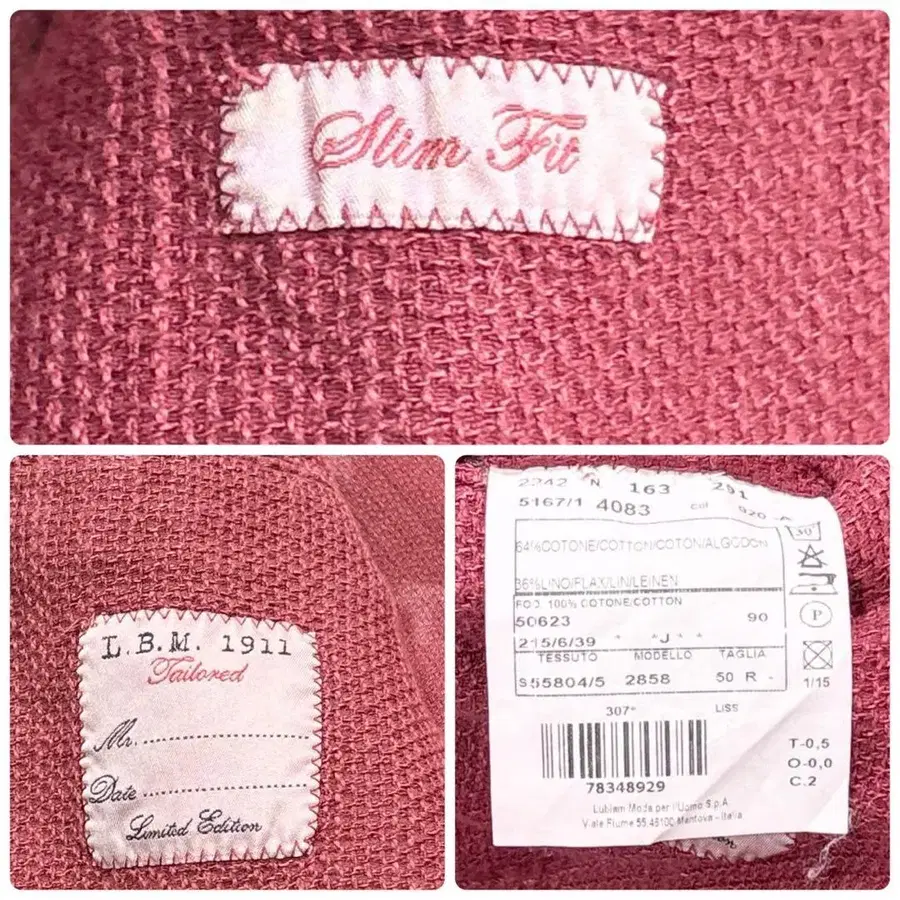 Slim Fit
L.B.M. 1911
Tailored
Mr.
Date
Limited Edition
2242 N 163 291
5167/1 4083 col 920
30°
64%COTONE/COTTON/COTON/ALGODON
36%LINO/FLAX/LIN/LEINEN
FOD. 100% COTONE/COTTON
50623 90
215/6/39 * *J* *
TESSUTO MODELLO TAGLIA
S55804/5 2858 50 R -
P
1/15
307* LISS
T-0,5
O-0,0
C.2
78348929
Lubiam Moda per l'Uomo S.p.A.
Viale Fiume 55,46100 Mantova - Italia